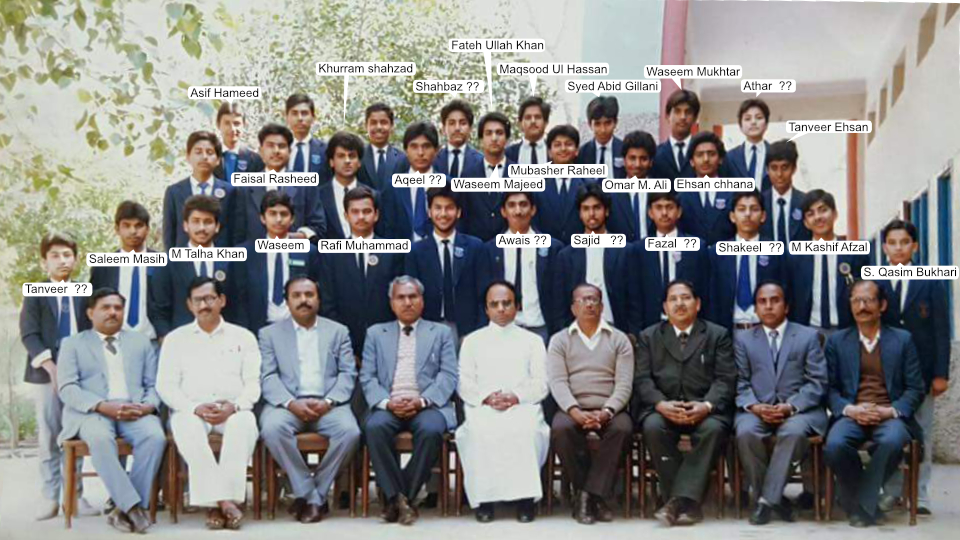 Fateh Ullah Khan
Khurram shahzad
Maqsood Ul Hassan
Waseem Mukhtar
Asif Hameed
Shahbaz ??
Syed Abid Gillani
Athar ??
Tanveer Ehsan
Faisal Rasheed
Aqeel ??
Mubasher Raheel
Waseem Majeed
Omar M. Ali
Ehsan chhana
Saleem Masih
M Talha Khan
Waseem
Rafi Muhammad
Awais ??
Sajid ??
Fazal ??
Shakeel ??
M Kashif Afzal
Tanveer ??
S. Qasim Bukhari